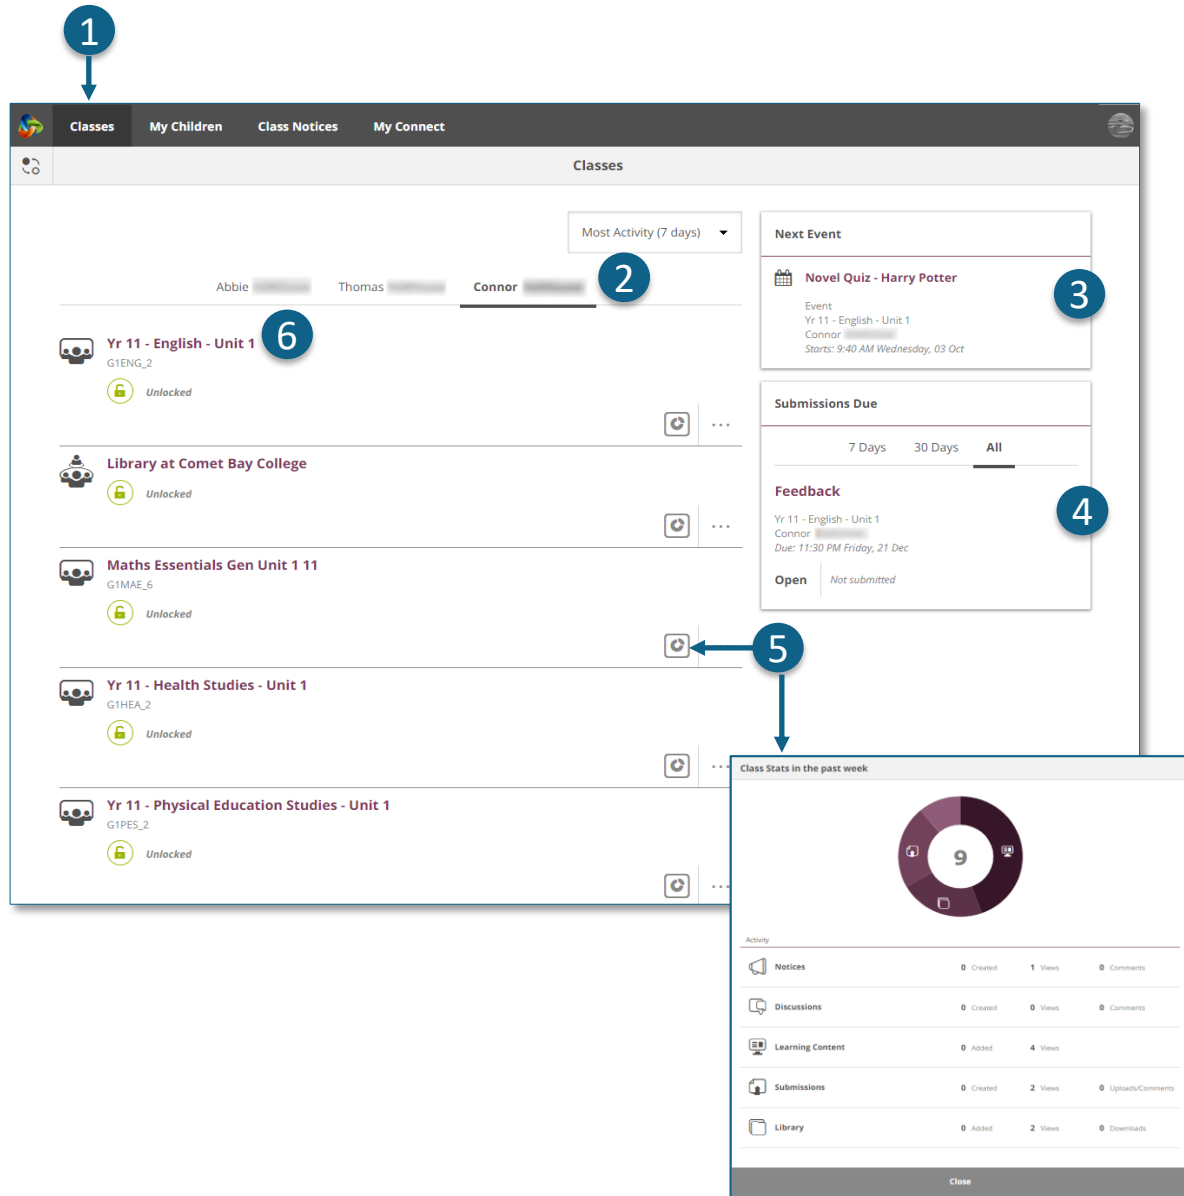 1
Classes My Children Class Notices My Connect
Classes
Most Activity (7 days)
2
Abbie Thomas Connor
6
Yr 11 - English - Unit 1
G1ENG_2
Unlocked
...
Library at Comet Bay College
Unlocked
...
Maths Essentials Gen Unit 1 11
G1MAE_6
Unlocked
Yr 11 - Health Studies - Unit 1
G1HEA_2
Unlocked
...
Yr 11 - Physical Education Studies - Unit 1
G1PES_2
Unlocked
...
Next Event
Novel Quiz - Harry Potter
3
Event
Yr 11 - English - Unit 1
Connor
Starts: 9:40 AM Wednesday, 03 Oct
Submissions Due
7 Days 30 Days All
Feedback
4
Yr 11 - English - Unit 1
Connor
Due: 11:30 PM Friday, 21 Dec
Open Not submitted
5
Class Stats in the past week
9
Activity
Notices 0 Created 1 Views 0 Comments
Discussions 0 Created 0 Views 0 Comments
Learning Content 0 Added 4 Views
Submissions 0 Created 2 Views 0 Uploads/Comments
Library 0 Added 2 Views 0 Downloads
Close